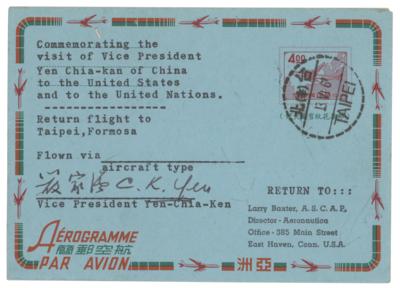 Commemorating the
visit of Vice President
Yen Chia-kan of China
to the United States
and to the United Nations.
Return flight to
Taipei, Formosa
Flown via
aircraft type
嚴家淦 C. K. Yen
Vice President Yen-Chia-Ken
4.00
台北
TAIPEI
RETURN TO:::
Larry Baxter, A.S.C.A.P.
Director - Aeronautica
Office - 385 Main Street
East Haven, Conn. U.S.A.
AÉROGRAMME
航空郵簡
PAR AVION
亞洲